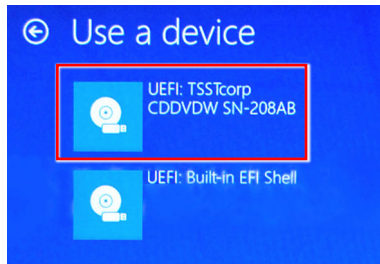 Use a device
UEFI: TSSTcorp
CDDVDW SN-208AB
UEFI: Built-in EFI Shell